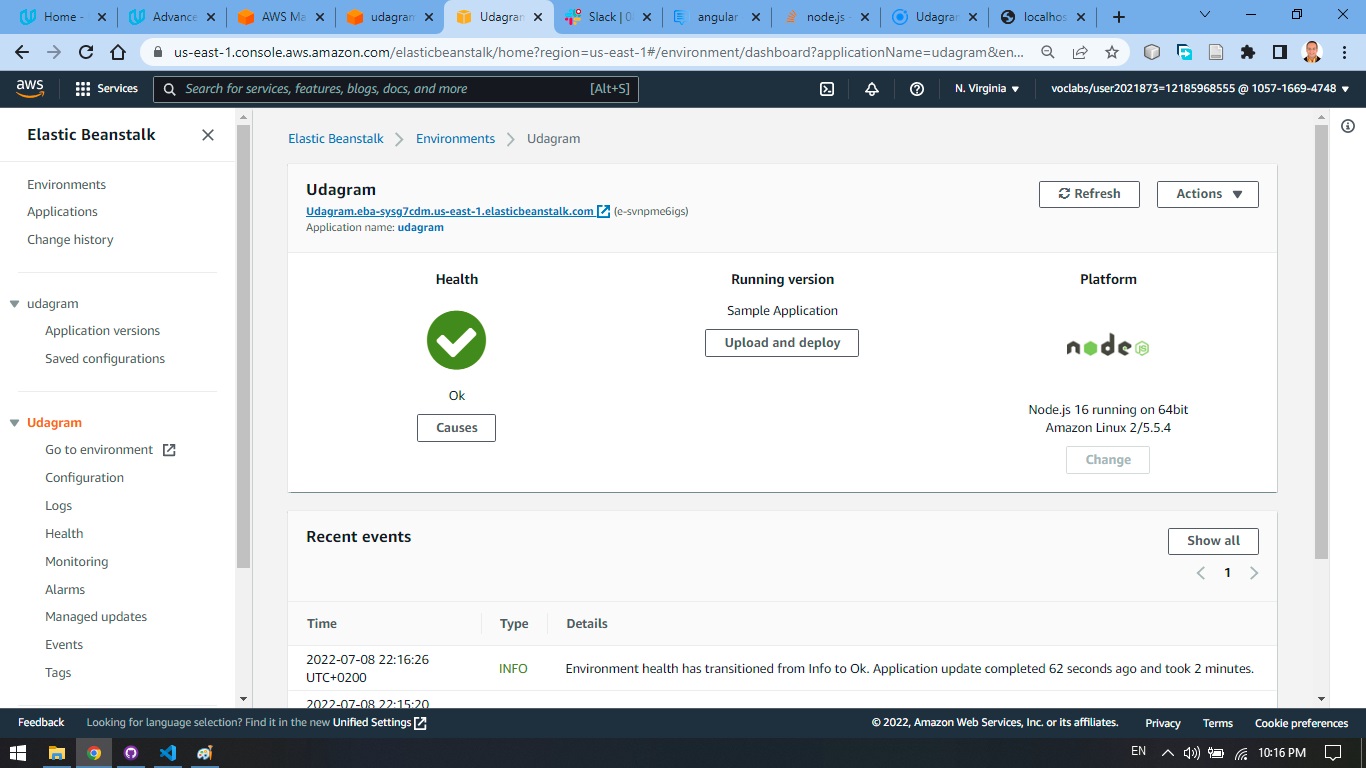 Home -
Advance
AWS Ma
udagram
Udagram
Slack | 0
angular
node.js -
Udagram
localhos
us-east-1.console.aws.amazon.com/elasticbeanstalk/home?region=us-east-1#/environment/dashboard?applicationName=udagram&en...
aws
Services
Search for services, features, blogs, docs, and more
[Alt+S]
N. Virginia
voclabs/user2021873=12185968555 @ 1057-1669-4748
Elastic Beanstalk
Environments
Applications
Change history
udagram
Application versions
Saved configurations
Udagram
Go to environment
Configuration
Logs
Health
Monitoring
Alarms
Managed updates
Events
Tags
Elastic Beanstalk
Environments
Udagram
Udagram
Udagram.eba-sysg7cdm.us-east-1.elasticbeanstalk.com (e-svnpme6igs)
Application name: udagram
Refresh
Actions
Health
Ok
Causes
Running version
Sample Application
Upload and deploy
Platform
node JS
Node.js 16 running on 64bit
Amazon Linux 2/5.5.4
Change
Recent events
Show all
1
Time
Type
Details
2022-07-08 22:16:26
UTC+0200
INFO
Environment health has transitioned from Info to Ok. Application update completed 62 seconds ago and took 2 minutes.
2022-07-08 22:15:20
Feedback
Looking for language selection? Find it in the new Unified Settings
© 2022, Amazon Web Services, Inc. or its affiliates.
Privacy
Terms
Cookie preferences
EN
10:16 PM